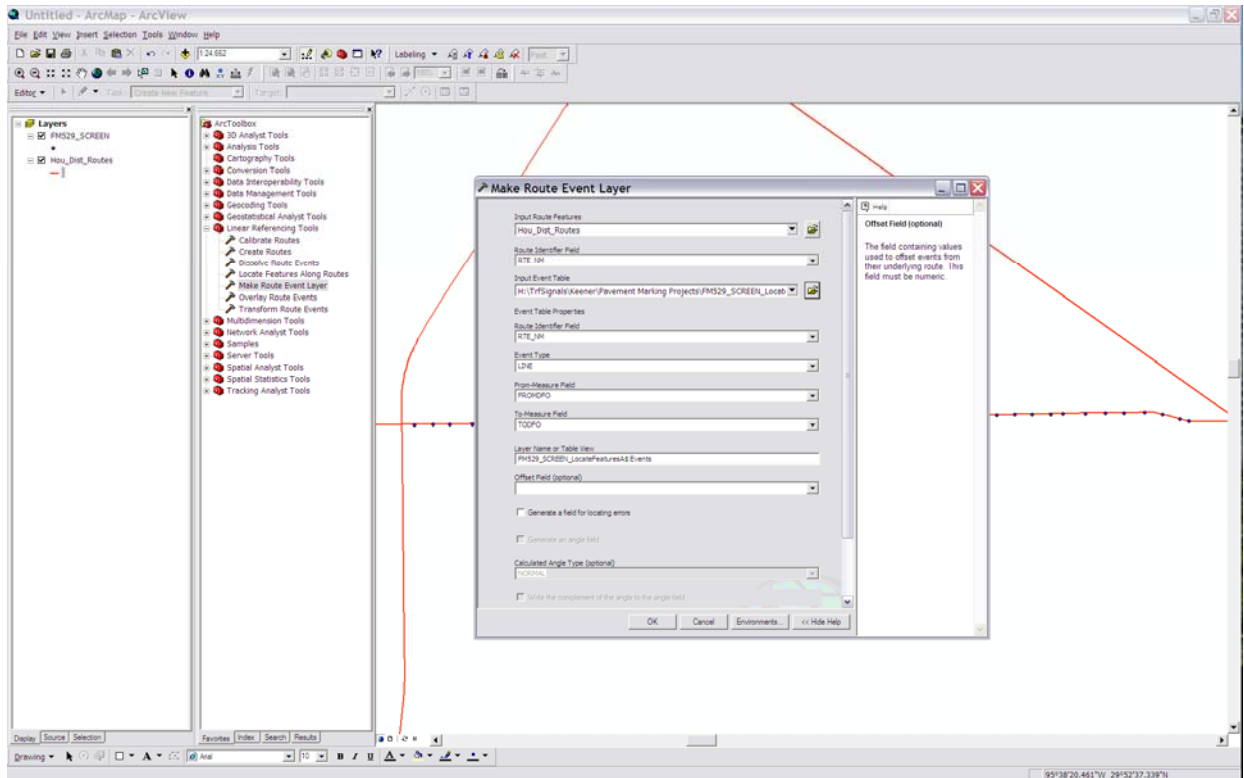 Untitled - ArcMap - ArcView
File Edit View Insert Selection Tools Window Help
1:24,662 Labeling Fast
100%
Editor Task: Create New Feature Target:
Layers
FM529_SCREEN
Hou_Dist_Routes
ArcToolbox
3D Analyst Tools
Analysis Tools
Cartography Tools
Conversion Tools
Data Interoperability Tools
Data Management Tools
Geocoding Tools
Geostatistical Analyst Tools
Linear Referencing Tools
Calibrate Routes
Create Routes
Dissolve Route Events
Locate Features Along Routes
Make Route Event Layer
Overlay Route Events
Transform Route Events
Multidimension Tools
Network Analyst Tools
Samples
Server Tools
Spatial Analyst Tools
Spatial Statistics Tools
Tracking Analyst Tools
Make Route Event Layer
Input Route Features
Hou_Dist_Routes
Route Identifier Field
RTE_NM
Input Event Table
H:\TrfSignals\Keener\Pavement Marking Projects\FM529_SCREEN_Locati
Event Table Properties
Route Identifier Field
RTE_NM
Event Type
LINE
From-Measure Field
FROMDFO
To-Measure Field
TODFO
Layer Name or Table View
FM529_SCREEN_LocateFeaturesA$ Events
Offset Field (optional)
Generate a field for locating errors
Generate an angle field
Calculated Angle Type (optional)
NORMAL
Write the complement of the angle to the angle field
OK Cancel Environments... << Hide Help
Help
Offset Field (optional)
The field containing values
used to offset events from
their underlying route. This
field must be numeric.
Display Source Selection
Favorites Index Search Results
Drawing A Arial 10 B I U A
95°38'20.461"W 29°52'37.339"N